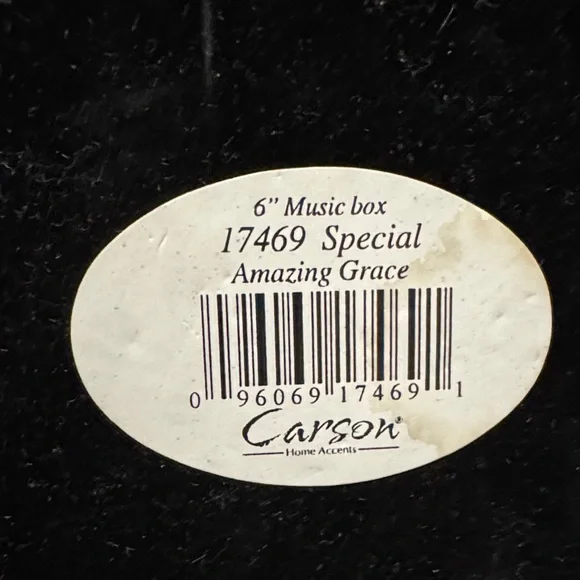 6" Music box
17469 Special
Amazing Grace
0 96069 17469 1
Carson®
Home Accents